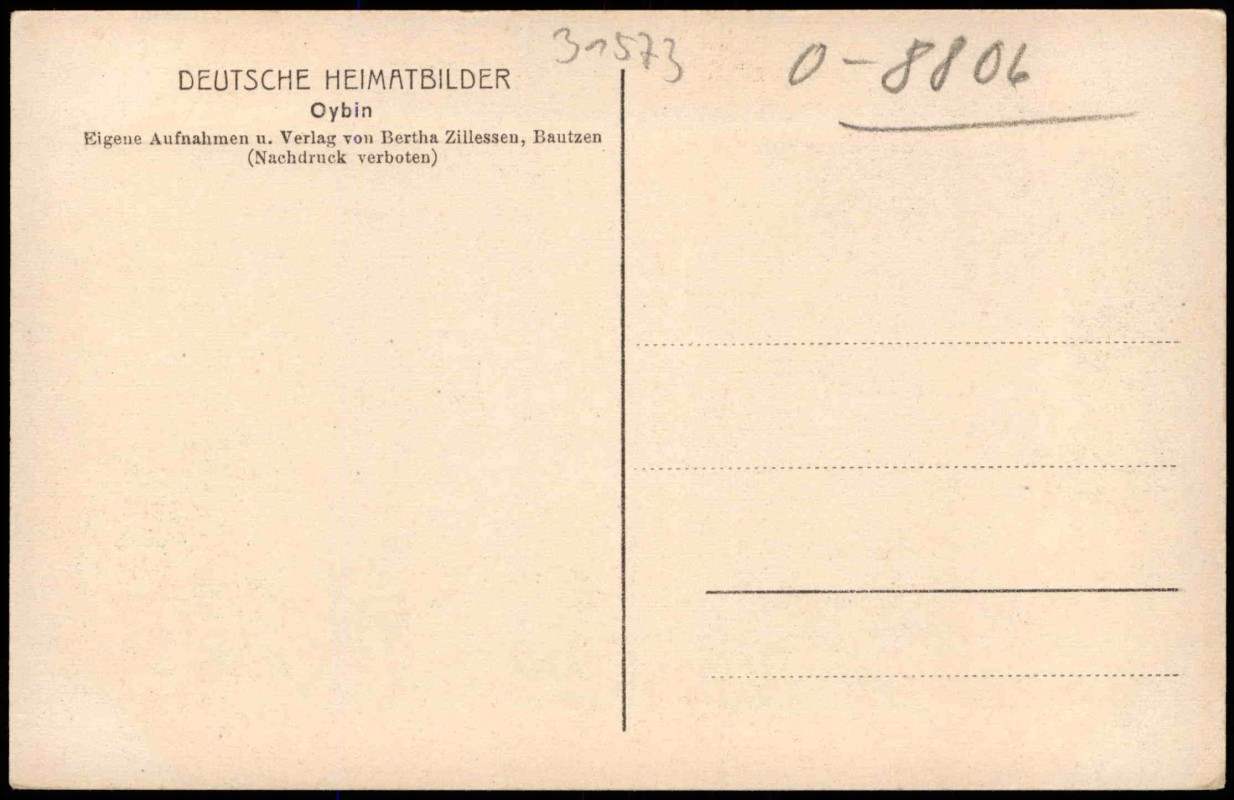 31573
0-8806
DEUTSCHE HEIMATBILDER
Oybin
Eigene Aufnahmen u. Verlag von Bertha Zillessen, Bautzen
(Nachdruck verboten)